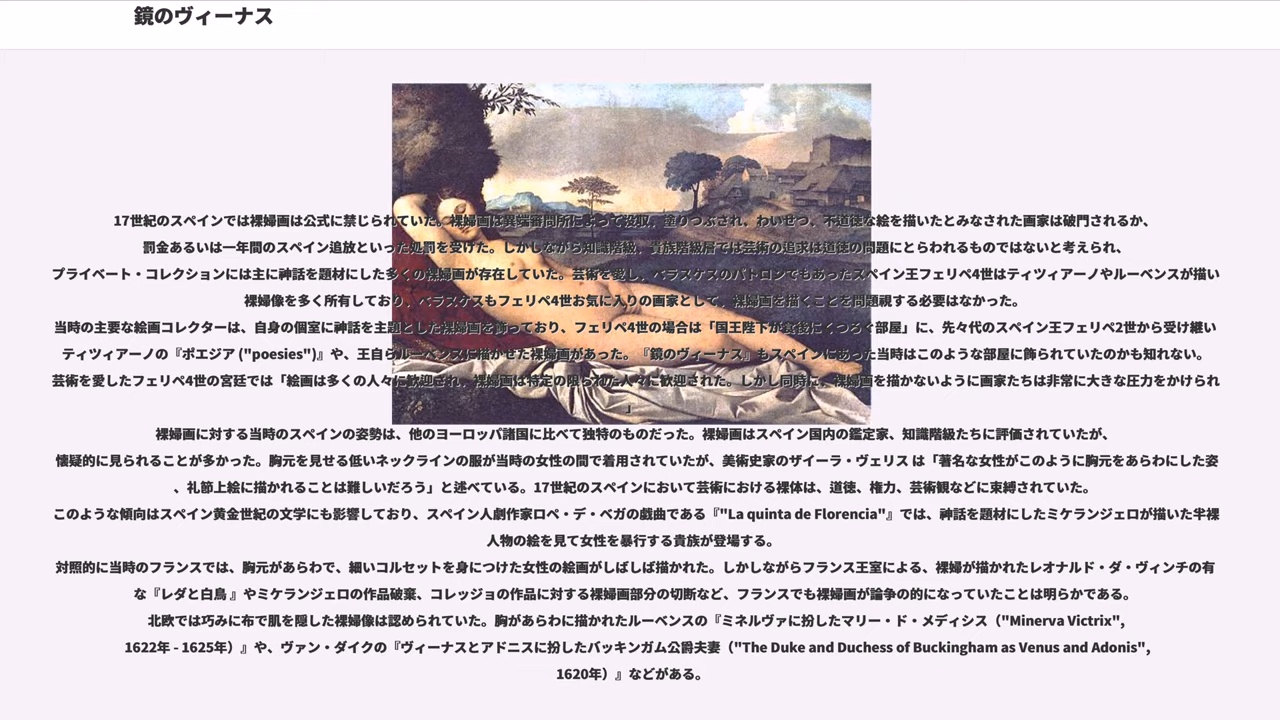 鏡のヴィーナス
17世紀のスペインでは裸婦画は公式に禁じられていた。裸婦画は異端審問所によって没収、塗りつぶされ、わいせつ、不道徳な絵を描いたとみなされた画家は破門されるか、
罰金あるいは一年間のスペイン追放といった処罰を受けた。しかしながら知識階級、貴族階級層では芸術の追求は道徳の問題にとらわれるものではないと考えられ、
プライベート・コレクションには主に神話を題材にした多くの裸婦画が存在していた。芸術を愛し、ベラスケスのパトロンでもあったスペイン王フェリペ4世はティツィアーノやルーベンスが描い
裸婦像を多く所有しており、ベラスケスもフェリペ4世お気に入りの画家として、裸婦画を描くことを問題視する必要はなかった。
当時の主要な絵画コレクターは、自身の個室に神話を主題とした裸婦画を飾っており、フェリペ4世の場合は「国王陛下が食後にくつろぐ部屋」に、先々代のスペイン王フェリペ2世から受け継い
ティツィアーノの『ポエジア ("poesies")』や、王自らルーベンスに描かせた裸婦画があった。『鏡のヴィーナス』もスペインにあった当時はこのような部屋に飾られていたのかも知れない。
芸術を愛したフェリペ4世の宮廷では「絵画は多くの人々に歓迎され、裸婦画は特定の限られた人々に歓迎された。しかし同時に、裸婦画を描かないように画家たちは非常に大きな圧力をかけられ
」
裸婦画に対する当時のスペインの姿勢は、他のヨーロッパ諸国に比べて独特のものだった。裸婦画はスペイン国内の鑑定家、知識階級たちに評価されていたが、
懐疑的に見られることが多かった。胸元を見せる低いネックラインの服が当時の女性の間で着用されていたが、美術史家のザイーラ・ヴェリス は「著名な女性がこのように胸元をあらわにした姿
、礼節上絵に描かれることは難しいだろう」と述べている。17世紀のスペインにおいて芸術における裸体は、道徳、権力、芸術観などに束縛されていた。
このような傾向はスペイン黄金世紀の文学にも影響しており、スペイン人劇作家ロペ・デ・ベガの戯曲である『"La quinta de Florencia"』では、神話を題材にしたミケランジェロが描いた半裸
人物の絵を見て女性を暴行する貴族が登場する。
対照的に当時のフランスでは、胸元があらわで、細いコルセットを身につけた女性の絵画がしばしば描かれた。しかしながらフランス王室による、裸婦が描かれたレオナルド・ダ・ヴィンチの有
な『レダと白鳥 』やミケランジェロの作品破棄、コレッジョの作品に対する裸婦画部分の切断など、フランスでも裸婦画が論争の的になっていたことは明らかである。
北欧では巧みに布で肌を隠した裸婦像は認められていた。胸があらわに描かれたルーベンスの『ミネルヴァに扮したマリー・ド・メディシス（"Minerva Victrix",
1622年 - 1625年）』や、ヴァン・ダイクの『ヴィーナスとアドニスに扮したバッキンガム公爵夫妻（"The Duke and Duchess of Buckingham as Venus and Adonis",
1620年）』などがある。